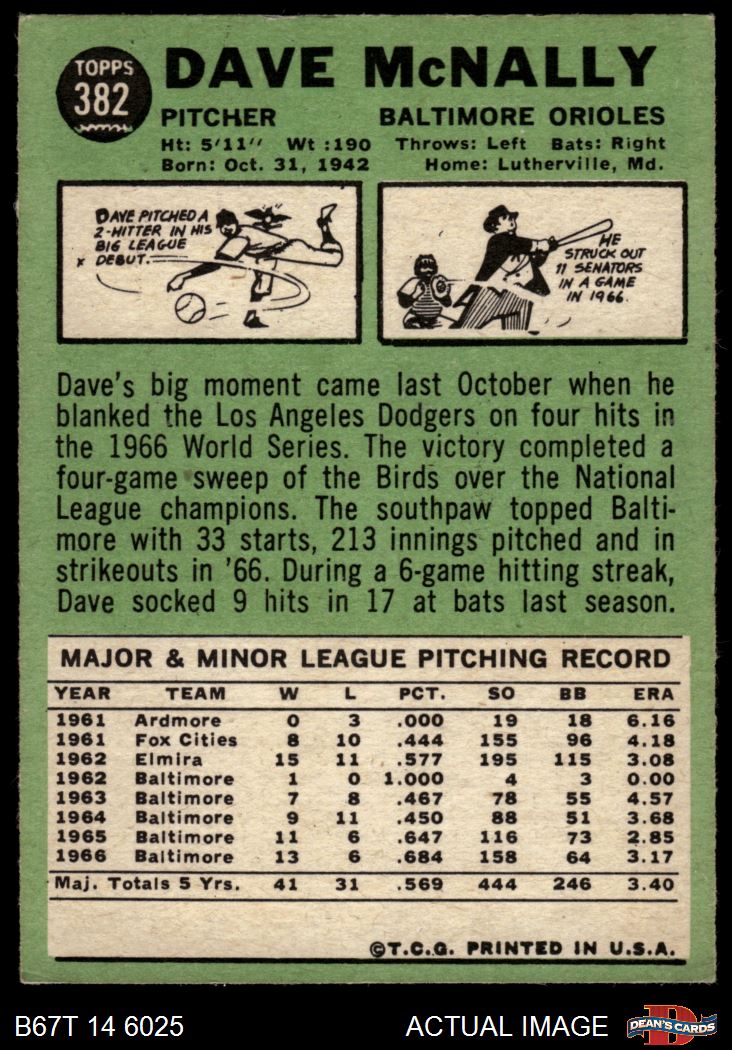 TOPPS
382
DAVE McNALLY
PITCHER BALTIMORE ORIOLES
Ht: 5'11" Wt :190 Throws: Left Bats: Right
Born: Oct. 31, 1942 Home: Lutherville, Md.
DAVE PITCHED A
2-HITTER IN HIS
BIG LEAGUE
DEBUT.
HE
STRUCK OUT
11 SENATORS
IN A GAME
IN 1966.
Dave's big moment came last October when he
blanked the Los Angeles Dodgers on four hits in
the 1966 World Series. The victory completed a
four-game sweep of the Birds over the National
League champions. The southpaw topped Balti-
more with 33 starts, 213 innings pitched and in
strikeouts in '66. During a 6-game hitting streak,
Dave socked 9 hits in 17 at bats last season.
MAJOR & MINOR LEAGUE PITCHING RECORD
YEAR TEAM W L PCT. SO BB ERA
1961 Ardmore 0 3 .000 19 18 6.16
1961 Fox Cities 8 10 .444 155 96 4.18
1962 Elmira 15 11 .577 195 115 3.08
1962 Baltimore 1 0 1.000 4 3 0.00
1963 Baltimore 7 8 .467 78 55 4.57
1964 Baltimore 9 11 .450 88 51 3.68
1965 Baltimore 11 6 .647 116 73 2.85
1966 Baltimore 13 6 .684 158 64 3.17
Maj. Totals 5 Yrs. 41 31 .569 444 246 3.40
©T.C.G. PRINTED IN U.S.A.
B67T 14 6025 ACTUAL IMAGE D DEAN'S CARDS